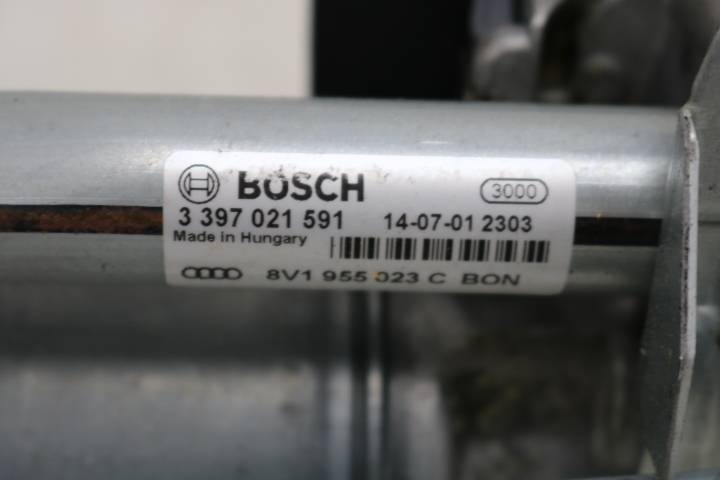 BOSCH
3000
3 397 021 591 14-07-01 2303
Made in Hungary
8V1 955 023 C BON